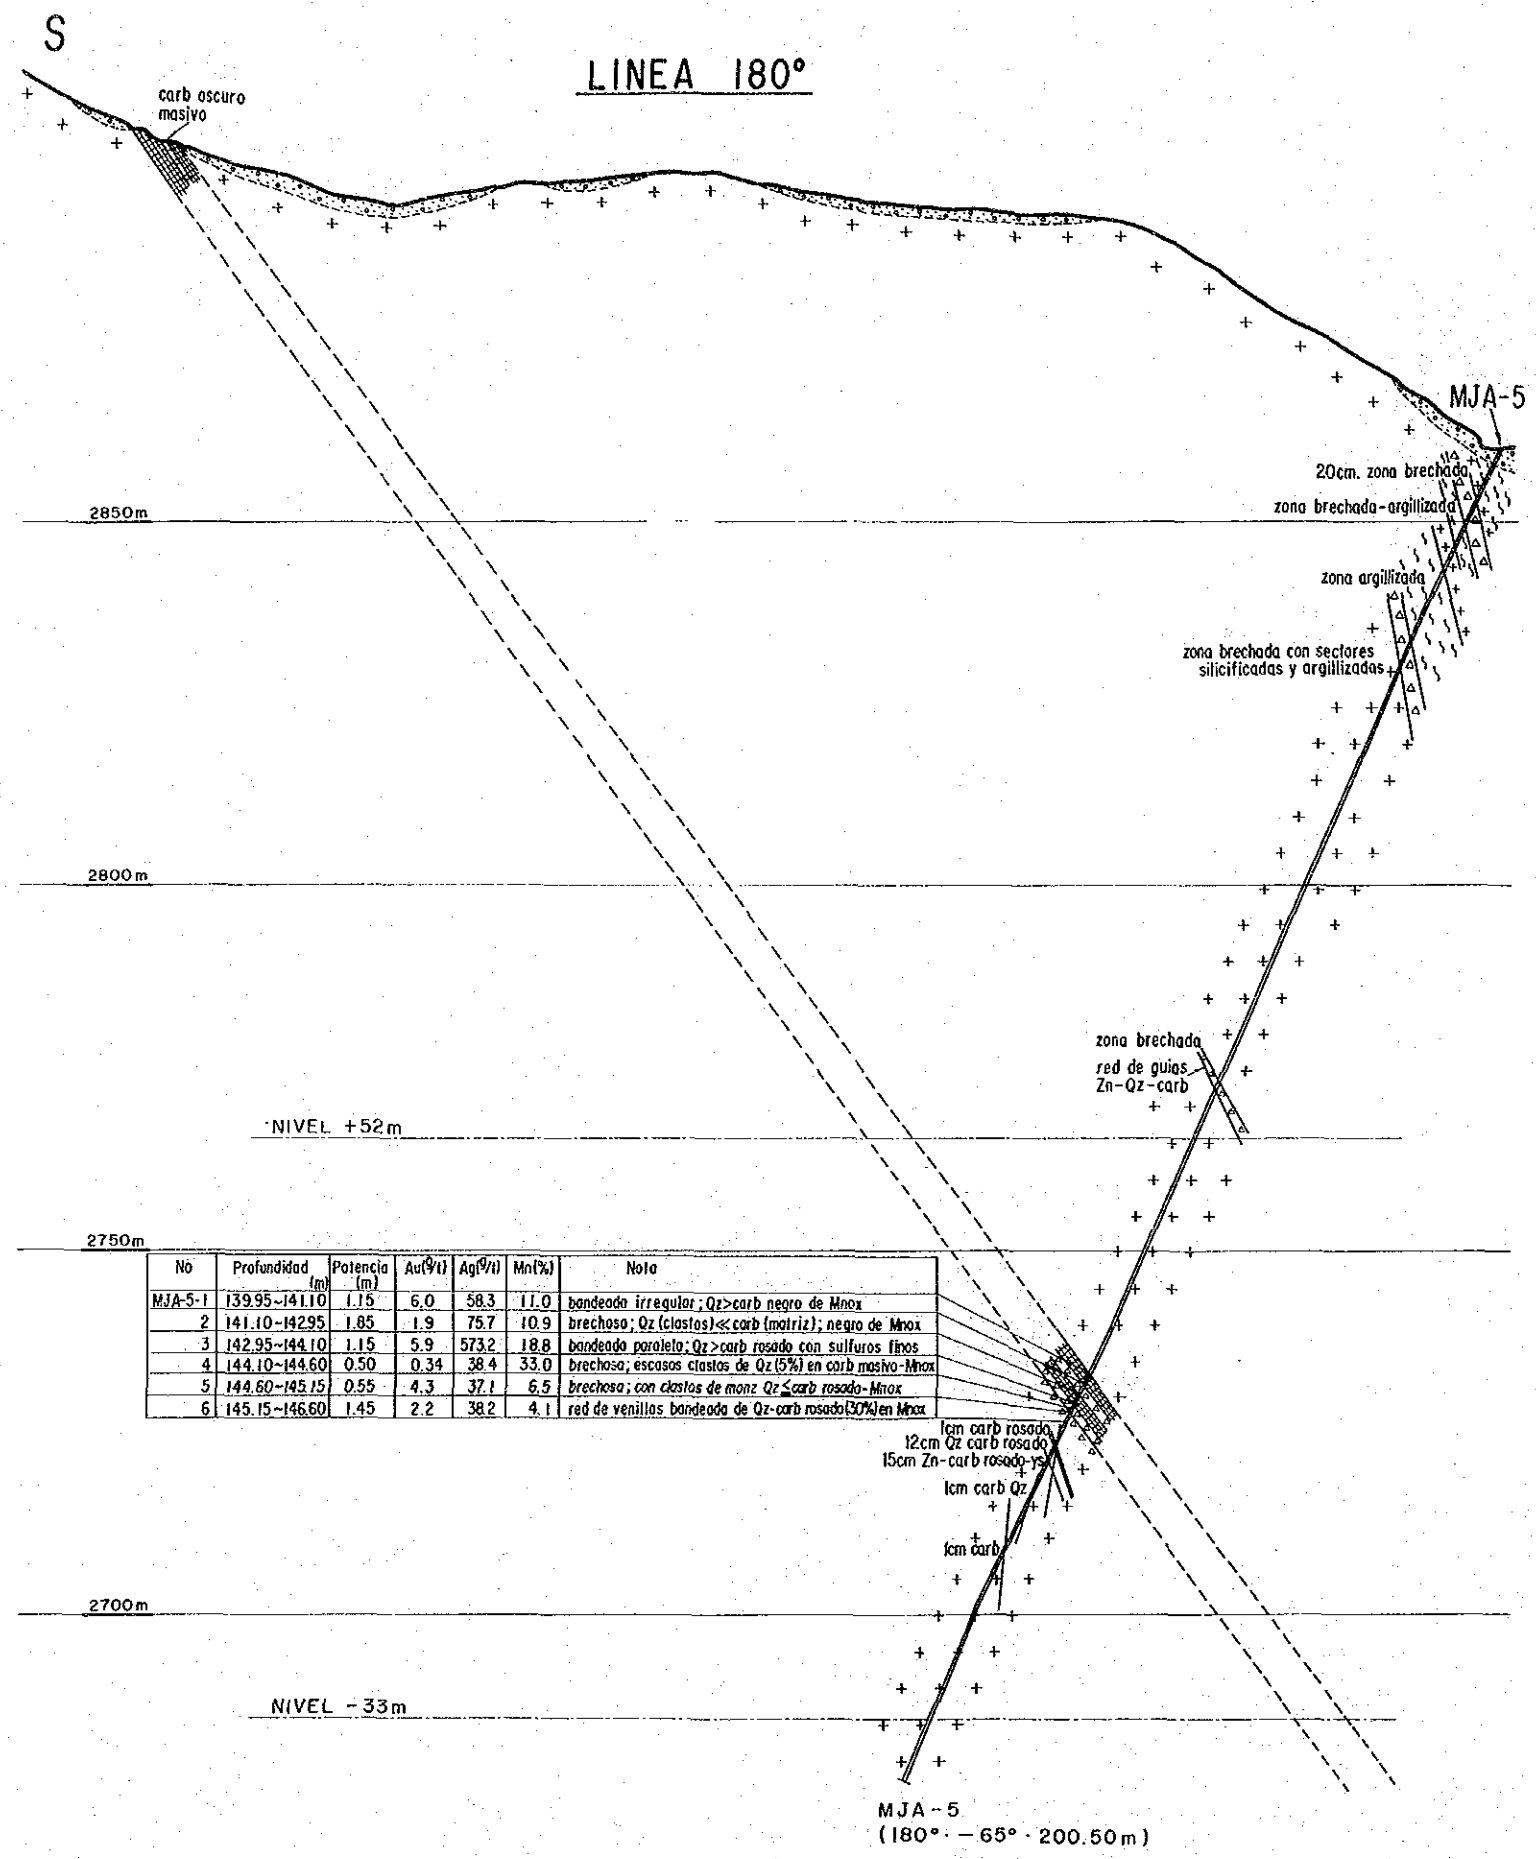 S
LINEA 180°
carb oscuro
masivo
MJA-5
20cm. zona brechada
zona brechada-argillizada
2850m
zona argillizada
zona brechada con sectores
silicificadas y argillizadas
2800m
zona brechada
red de guias
Zn-Qz-carb
NIVEL +52m
2750m
No Profundidad (m) Potencia (m) Au(g/t) Ag(g/t) Mn(%) Nota
MJA-5-1 139.95~141.10 1.15 6.0 58.3 11.0 bandeado irregular; Qz>carb negro de Mnox
2 141.10~142.95 1.85 1.9 75.7 10.9 brechosa; Qz (clastos)≪carb (matriz); negro de Mnox
3 142.95~144.10 1.15 5.9 573.2 18.8 bandeado paralelo; Qz>carb rosado con sulfuros finos
4 144.10~144.60 0.50 0.34 38.4 33.0 brechosa; escasos clastos de Qz (5%) en carb masivo-Mnox
5 144.60~145.15 0.55 4.3 37.1 6.5 brechosa; con clastos de monz Qz≦carb rosado-Mnox
6 145.15~146.60 1.45 2.2 38.2 4.1 red de venillas bandeada de Qz-carb rosado(30%)en Mnox
1cm carb rosado
12cm Qz carb rosado
15cm Zn-carb rosado-ys
1cm carb Qz
1cm carb
2700m
NIVEL -33m
MJA-5
(180°・-65°・200.50m)